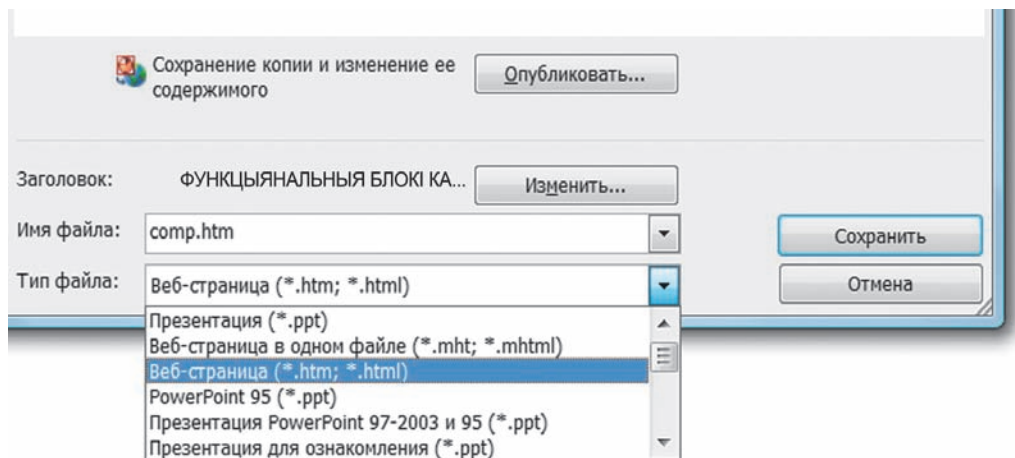 Сохранение копии и изменение ее
содержимого
Опубликовать...
Заголовок: ФУНКЦЫЯНАЛЬНЫЯ БЛОКІ КА... Изменить...
Имя файла: comp.htm Сохранить
Тип файла: Веб-страница (*.htm; *.html) Отмена
Презентация (*.ppt)
Веб-страница в одном файле (*.mht; *.mhtml)
Веб-страница (*.htm; *.html)
PowerPoint 95 (*.ppt)
Презентация PowerPoint 97-2003 и 95 (*.ppt)
Презентация для ознакомления (*.ppt)